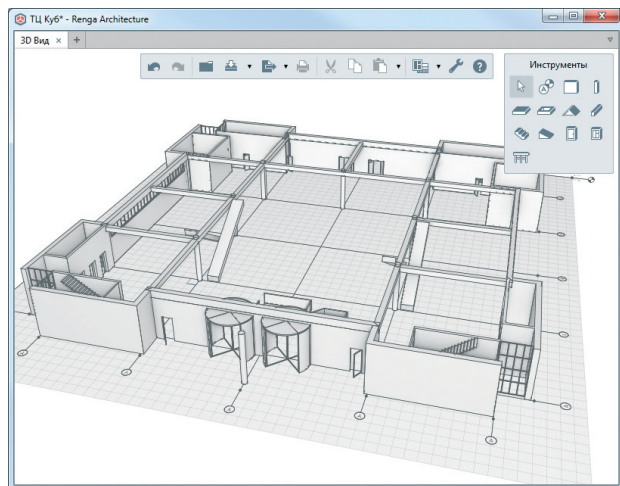 ТЦ Куб* - Renga Architecture
3D Вид
Инструменты